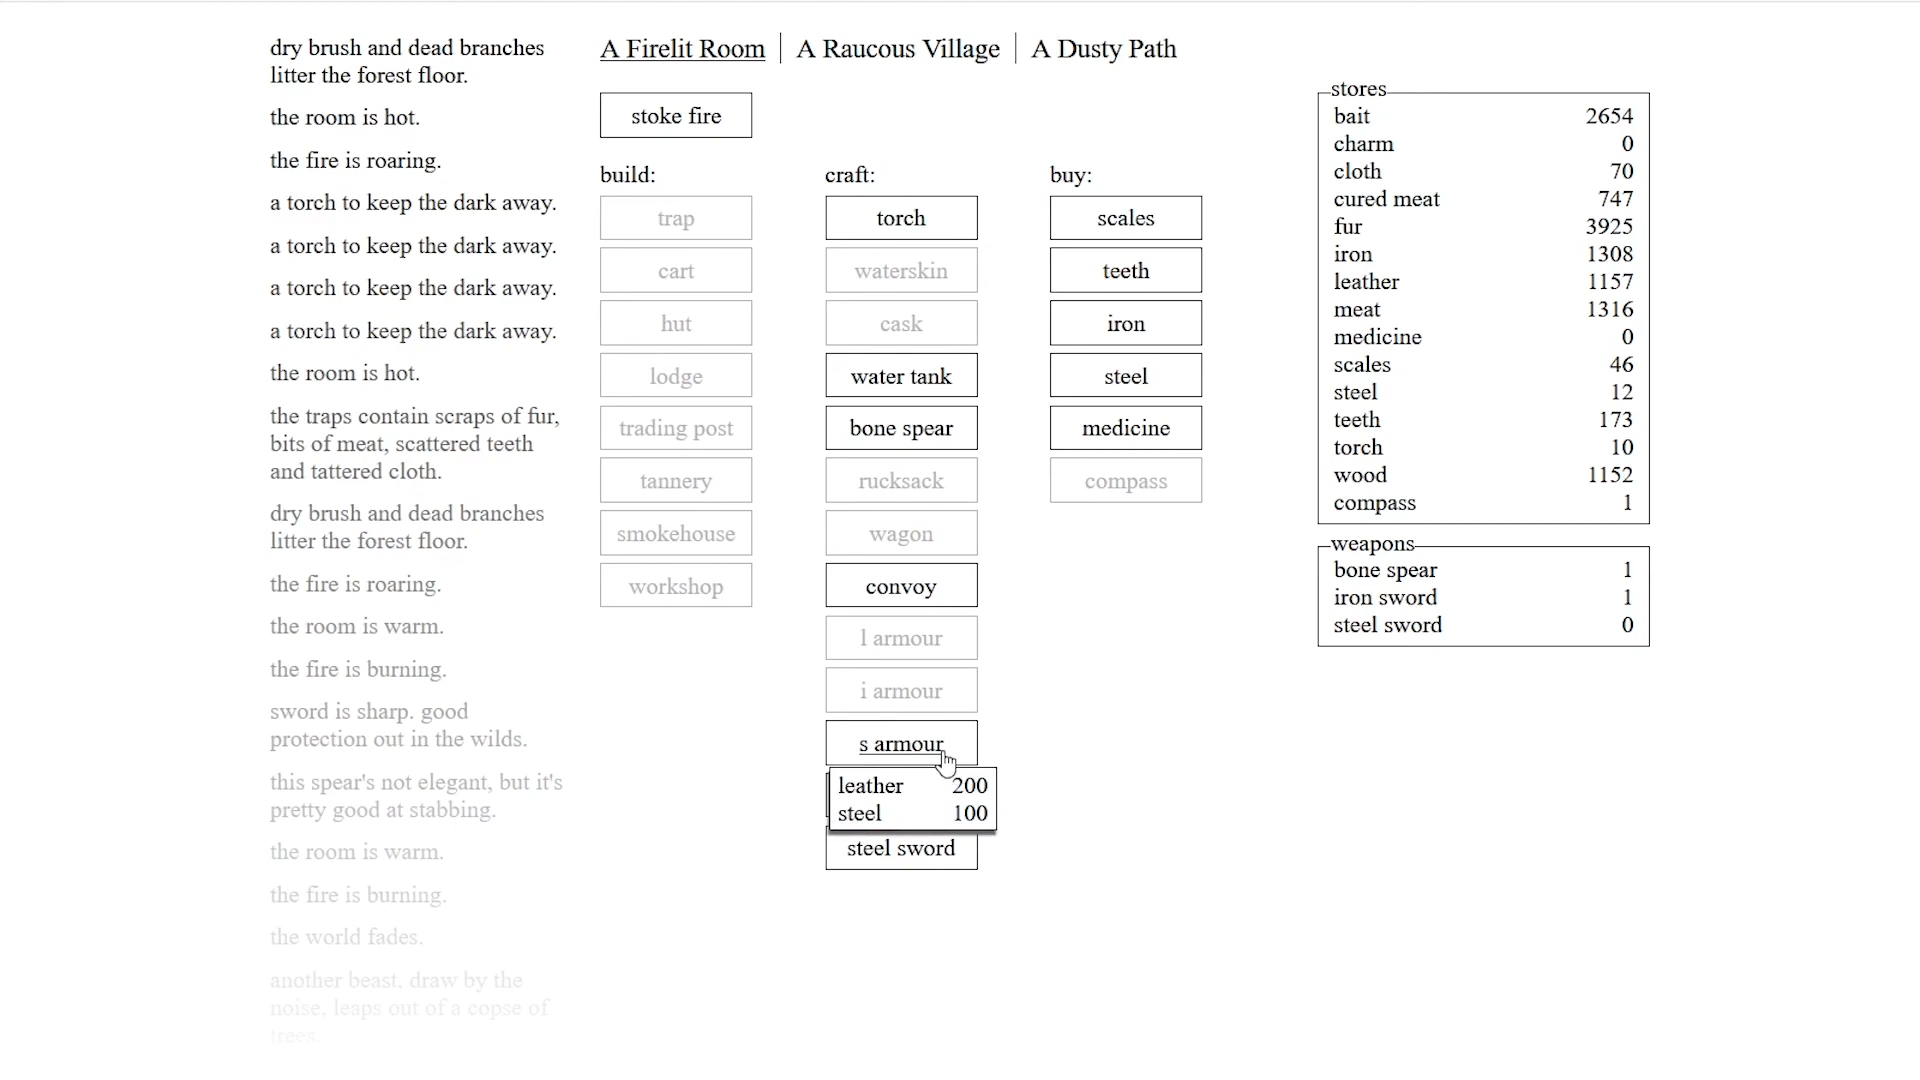 dry brush and dead branches
litter the forest floor.
the room is hot.
the fire is roaring.
a torch to keep the dark away.
a torch to keep the dark away.
a torch to keep the dark away.
a torch to keep the dark away.
the room is hot.
the traps contain scraps of fur,
bits of meat, scattered teeth
and tattered cloth.
dry brush and dead branches
litter the forest floor.
the fire is roaring.
the room is warm.
the fire is burning.
sword is sharp. good
protection out in the wilds.
this spear's not elegant, but it's
pretty good at stabbing.
the room is warm.
the fire is burning.
the world fades.
another beast, draw by the
noise, leaps out of a copse of
trees.
A Firelit Room
A Raucous Village
A Dusty Path
stoke fire
build:
trap
cart
hut
lodge
trading post
tannery
smokehouse
workshop
craft:
torch
waterskin
cask
water tank
bone spear
rucksack
wagon
convoy
l armour
i armour
s armour
leather 200
steel 100
steel sword
buy:
scales
teeth
iron
steel
medicine
compass
stores
bait 2654
charm 0
cloth 70
cured meat 747
fur 3925
iron 1308
leather 1157
meat 1316
medicine 0
scales 46
steel 12
teeth 173
torch 10
wood 1152
compass 1
weapons
bone spear 1
iron sword 1
steel sword 0